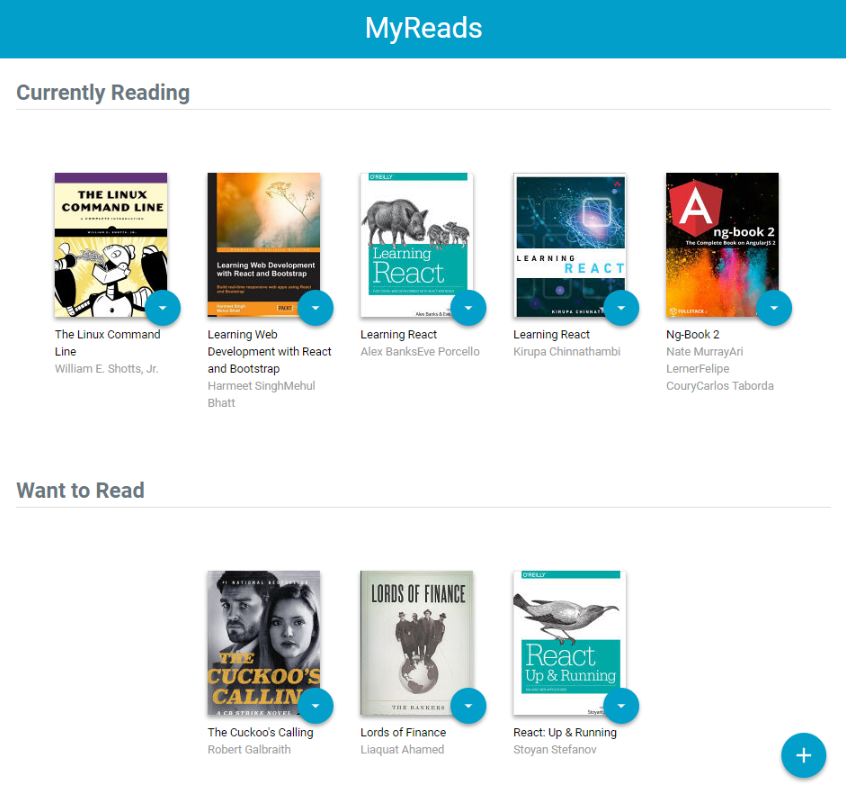 MyReads
Currently Reading
THE LINUX
COMMAND LINE
A COMPLETE INTRODUCTION
WILLIAM E. SHOTTS, JR.
Learning Web Development
with React and Bootstrap
Build real-time responsive web apps using React
and Bootstrap
Harmeet Singh
Mehul Bhatt
PACKT
O'REILLY
Learning
React
Alex Banks & Eve
LEARNING
REACT
KIRUPA CHINNAT
ng-book 2
The Complete Book on AngularJS 2
FULLSTACK
The Linux Command
Line
William E. Shotts, Jr.
Learning Web
Development with React
and Bootstrap
Harmeet SinghMehul
Bhatt
Learning React
Alex BanksEve Porcello
Learning React
Kirupa Chinnathambi
Ng-Book 2
Nate MurrayAri
LernerFelipe
CouryCarlos Taborda
Want to Read
#1 NATIONAL BESTSELLER
THE
CUCKOO'S
CALLING
A CB STRIKE NOVEL
LORDS OF FINANCE
THE BANKERS
O'REILLY
React
Up & Running
Stoyan
The Cuckoo's Calling
Robert Galbraith
Lords of Finance
Liaquat Ahamed
React: Up & Running
Stoyan Stefanov